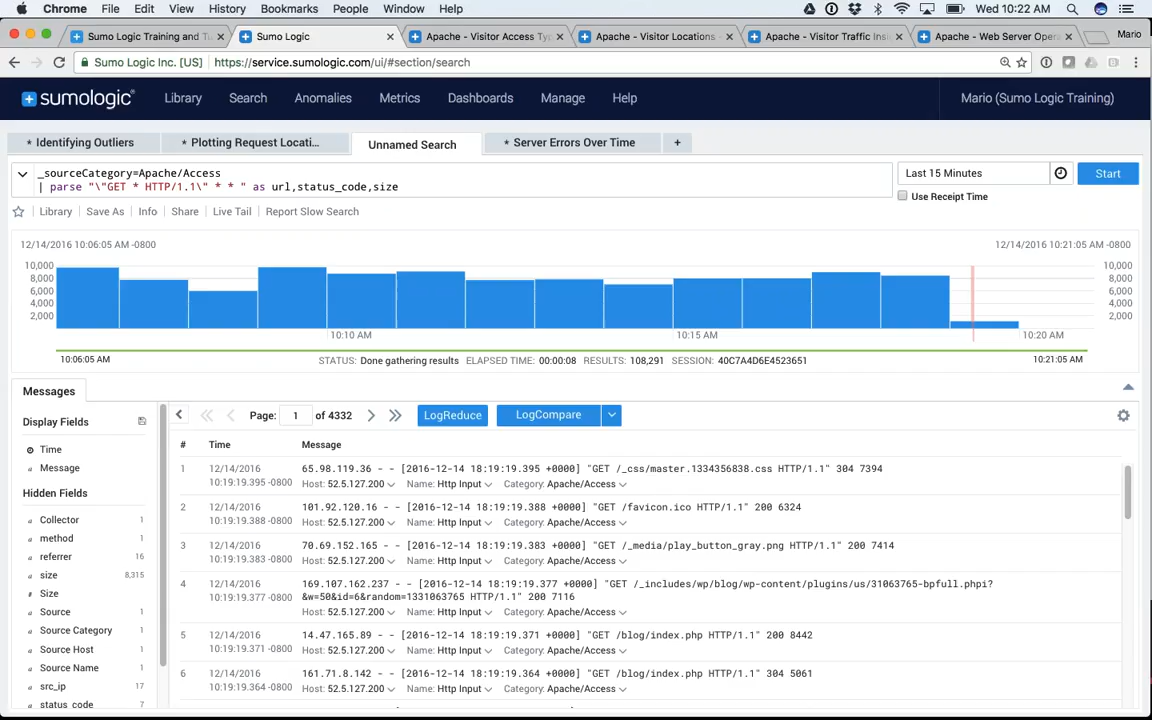 Chrome File Edit View History Bookmarks People Window Help Wed 10:22 AM
Sumo Logic Training and T Sumo Logic Apache - Visitor Access Typ Apache - Visitor Locations - Apache - Visitor Traffic Insi Apache - Web Server Opera Mario
Sumo Logic Inc. [US] https://service.sumologic.com/ui/#section/search
sumologic® Library Search Anomalies Metrics Dashboards Manage Help Mario (Sumo Logic Training)
* Identifying Outliers * Plotting Request Locati... Unnamed Search * Server Errors Over Time +
_sourceCategory=Apache/Access
| parse "\"GET * HTTP/1.1\" * * " as url,status_code,size
Last 15 Minutes Start
Use Receipt Time
Library Save As Info Share Live Tail Report Slow Search
12/14/2016 10:06:05 AM -0800 12/14/2016 10:21:05 AM -0800
10,000 10,000
8,000 8,000
6,000 6,000
4,000 4,000
2,000 2,000
10:10 AM 10:15 AM 10:20 AM
10:06:05 AM STATUS: Done gathering results ELAPSED TIME: 00:00:08 RESULTS: 108,291 SESSION: 40C7A4D6E4523651 10:21:05 AM
Messages
Page: 1 of 4332 LogReduce LogCompare
Display Fields
Time
Message
Hidden Fields
a Collector 1
a method 1
a referrer 16
a size 8,315
# Size
a Source 1
a Source Category 1
a Source Host 1
a Source Name 1
a src_ip 17
a status_code 7
# Time Message
1 12/14/2016 65.98.119.36 - - [2016-12-14 18:19:19.395 +0000] "GET /_css/master.1334356838.css HTTP/1.1" 304 7394
10:19:19.395 -0800 Host: 52.5.127.200 Name: Http Input Category: Apache/Access
2 12/14/2016 101.92.120.16 - - [2016-12-14 18:19:19.388 +0000] "GET /favicon.ico HTTP/1.1" 200 6324
10:19:19.388 -0800 Host: 52.5.127.200 Name: Http Input Category: Apache/Access
3 12/14/2016 70.69.152.165 - - [2016-12-14 18:19:19.383 +0000] "GET /_media/play_button_gray.png HTTP/1.1" 200 7414
10:19:19.383 -0800 Host: 52.5.127.200 Name: Http Input Category: Apache/Access
4 12/14/2016 169.107.162.237 - - [2016-12-14 18:19:19.377 +0000] "GET /_includes/wp/blog/wp-content/plugins/us/31063765-bpfull.phpi?
10:19:19.377 -0800 &w=50&id=6&random=1331063765 HTTP/1.1" 200 7116
Host: 52.5.127.200 Name: Http Input Category: Apache/Access
5 12/14/2016 14.47.165.89 - - [2016-12-14 18:19:19.371 +0000] "GET /blog/index.php HTTP/1.1" 200 8442
10:19:19.371 -0800 Host: 52.5.127.200 Name: Http Input Category: Apache/Access
6 12/14/2016 161.71.8.142 - - [2016-12-14 18:19:19.364 +0000] "GET /blog/index.php HTTP/1.1" 304 5061
10:19:19.364 -0800 Host: 52.5.127.200 Name: Http Input Category: Apache/Access